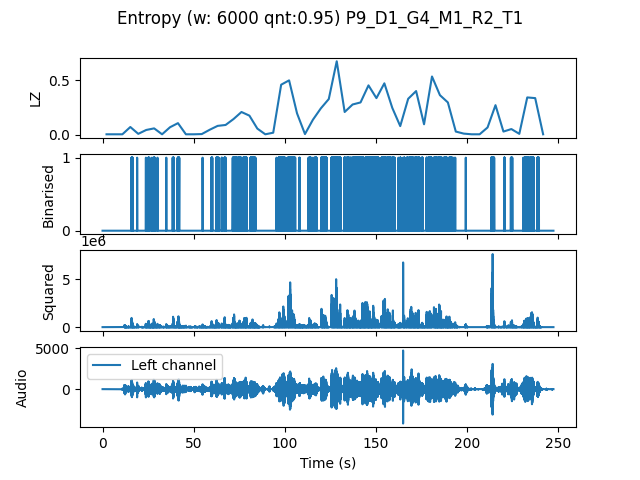 Entropy (w: 6000 qnt:0.95) P9_D1_G4_M1_R2_T1
LZ
0.5
0.0
Binarised
1
0
1e6
Squared
5
0
Audio
5000
0
Left channel
0
50
100
150
200
250
Time (s)